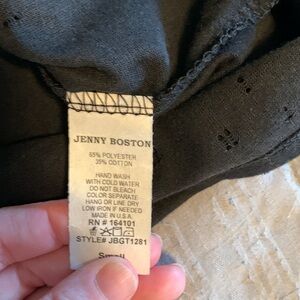 JENNY BOSTON
65% POLYESTER
35% COTTON
HAND WASH
WITH COLD WATER
DO NOT BLEACH
COLOR SEPARATE
HANG OR LINE DRY
LOW IRON IF NEEDED
MADE IN U.S.A.
RN # 164101
STYLE# JBGT1281
Small